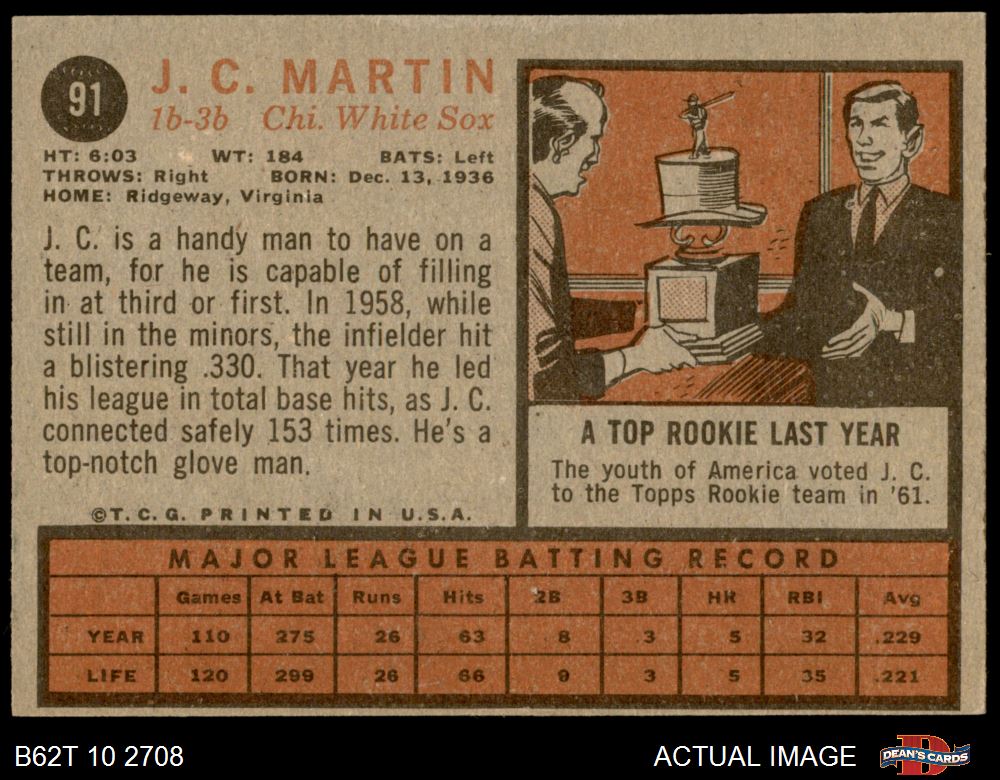 91
J. C. MARTIN
1b-3b Chi. White Sox
HT: 6:03 WT: 184 BATS: Left
THROWS: Right BORN: Dec. 13, 1936
HOME: Ridgeway, Virginia
J. C. is a handy man to have on a
team, for he is capable of filling
in at third or first. In 1958, while
still in the minors, the infielder hit
a blistering .330. That year he led
his league in total base hits, as J. C.
connected safely 153 times. He's a
top-notch glove man.
©T.C.G. PRINTED IN U.S.A.
A TOP ROOKIE LAST YEAR
The youth of America voted J. C.
to the Topps Rookie team in '61.
MAJOR LEAGUE BATTING RECORD
Games At Bat Runs Hits 2B 3B HR RBI Avg
YEAR 110 275 26 63 8 3 5 32 .229
LIFE 120 299 26 66 9 3 5 35 .221
B62T 10 2708
ACTUAL IMAGE
D
DEAN'S CARDS